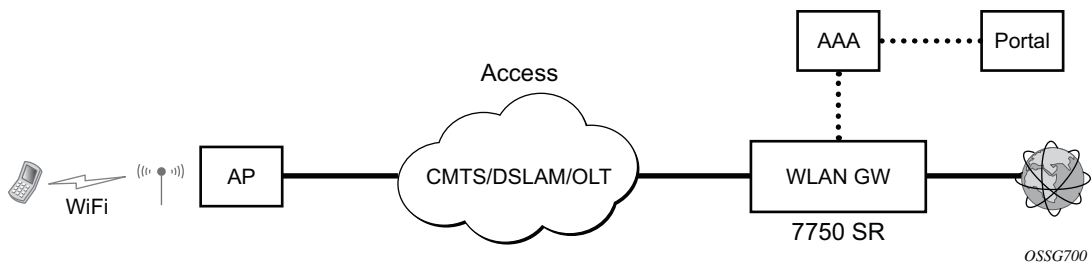 AAA
Portal
Access
AP
CMTS/DSLAM/OLT
WLAN GW
WiFi
7750 SR
OSSG700